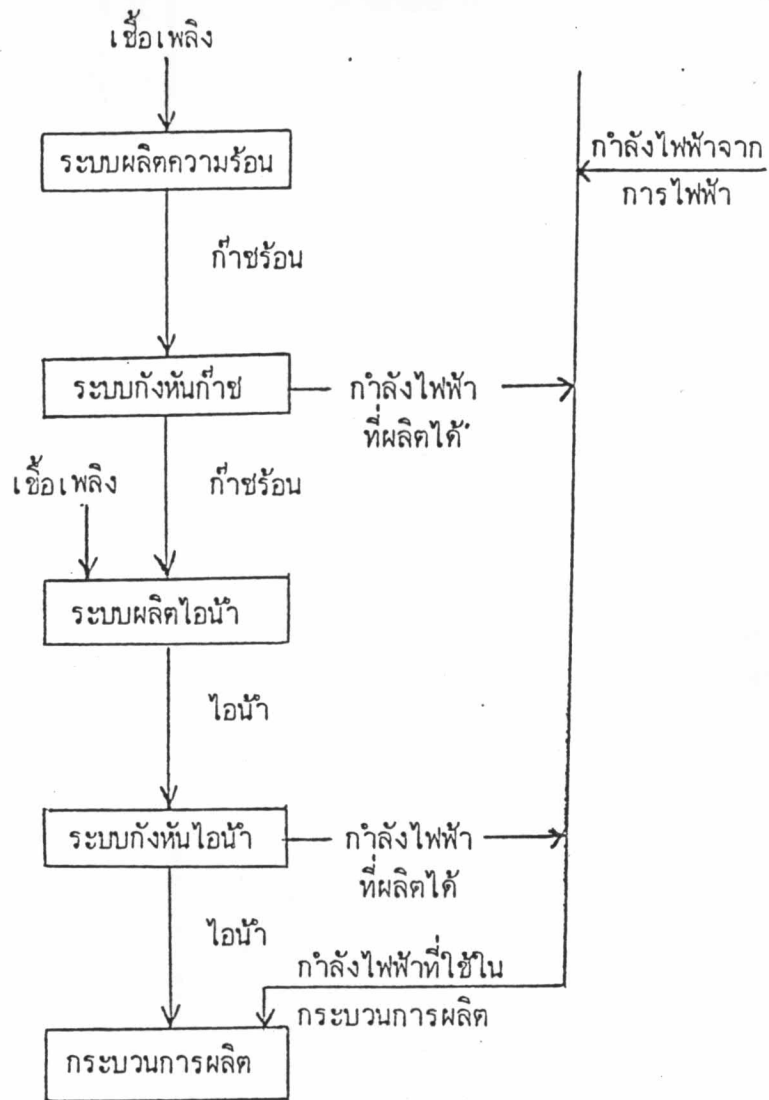 เชื้อเพลิง
ระบบผลิตความร้อน
กำลังไฟฟ้าจาก
การไฟฟ้า
ก๊าซร้อน
ระบบกังหันก๊าซ
กำลังไฟฟ้า
ที่ผลิตได้
เชื้อเพลิง
ก๊าซร้อน
ระบบผลิตไอน้ำ
ไอน้ำ
ระบบกังหันไอน้ำ
กำลังไฟฟ้า
ที่ผลิตได้
ไอน้ำ
กำลังไฟฟ้าที่ใช้ใน
กระบวนการผลิต
กระบวนการผลิต